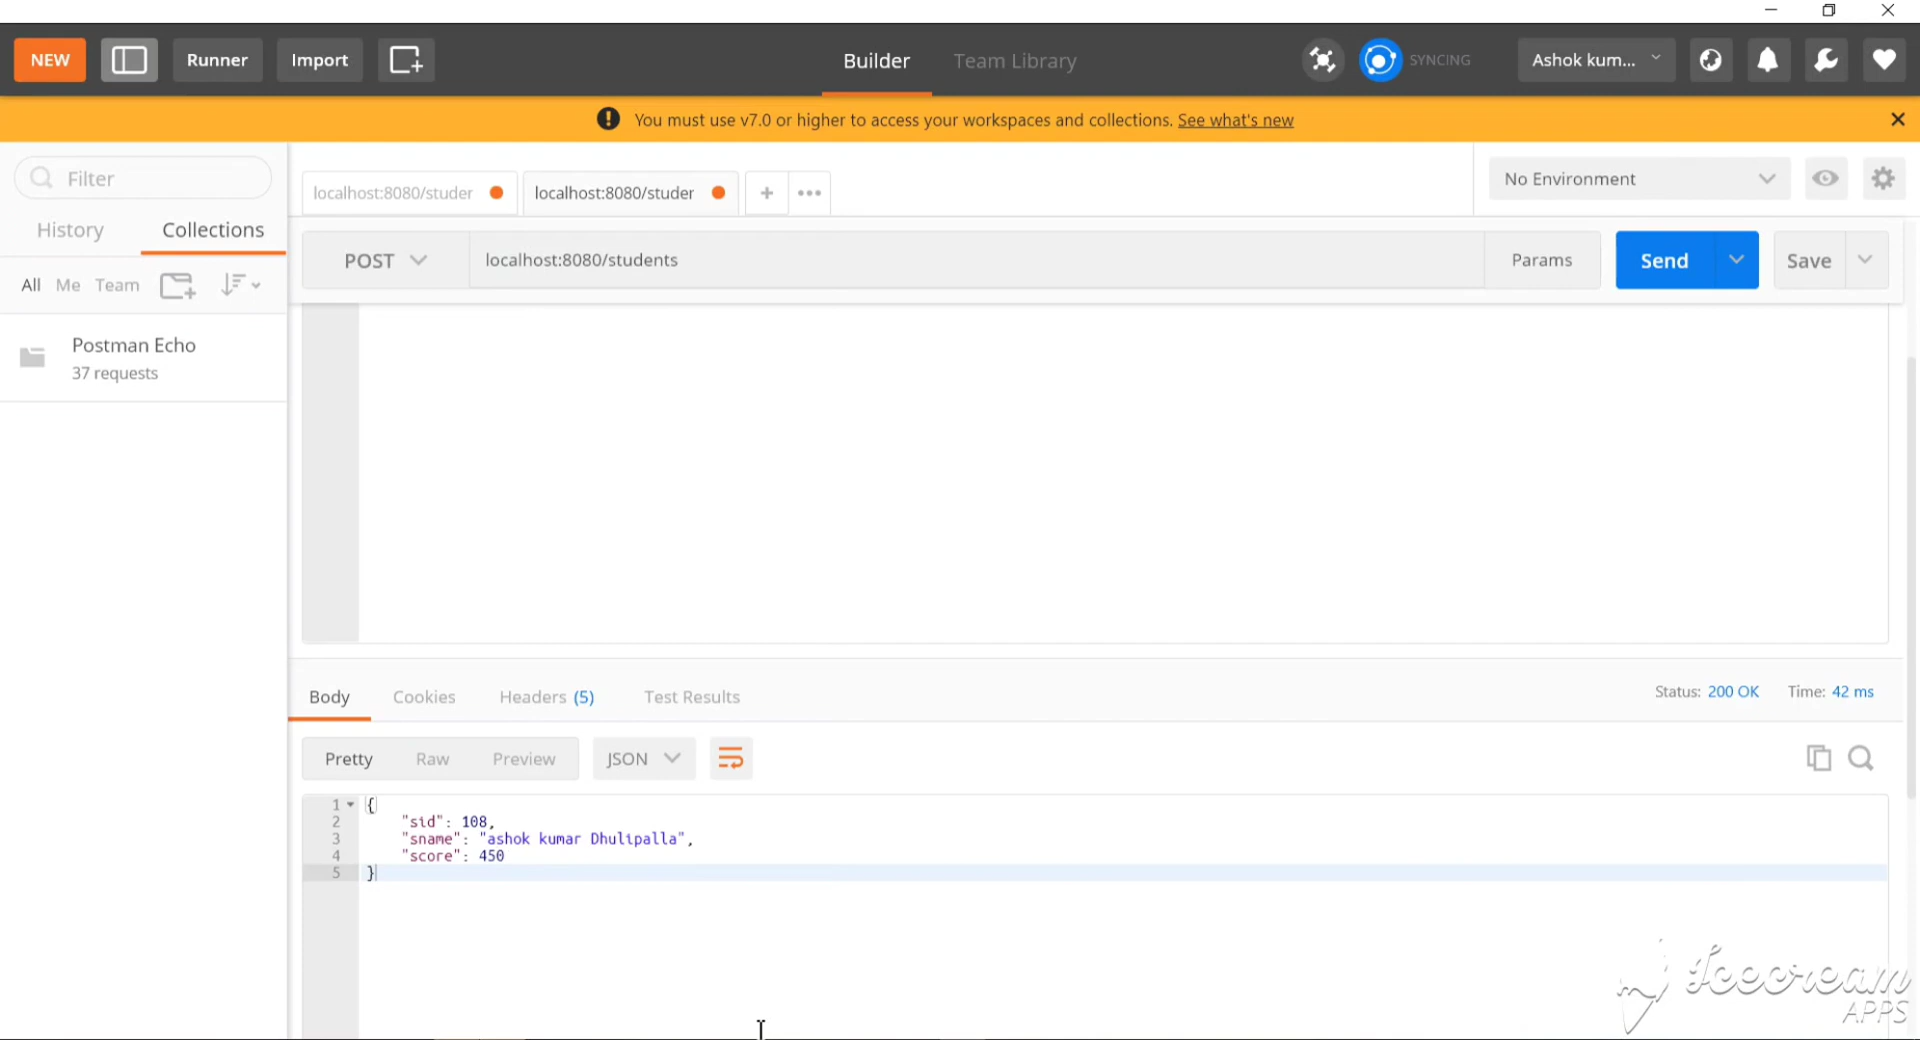 NEW
Runner
Import
Builder
Team Library
SYNCING
Ashok kum...
You must use v7.0 or higher to access your workspaces and collections. See what's new
Filter
History
Collections
All
Me
Team
Postman Echo
37 requests
localhost:8080/studer
localhost:8080/studer
No Environment
POST
localhost:8080/students
Params
Send
Save
Body
Cookies
Headers (5)
Test Results
Status: 200 OK
Time: 42 ms
Pretty
Raw
Preview
JSON
1 {
2 "sid": 108,
3 "sname": "ashok kumar Dhulipalla",
4 "score": 450
5 }
Icecream
APPS